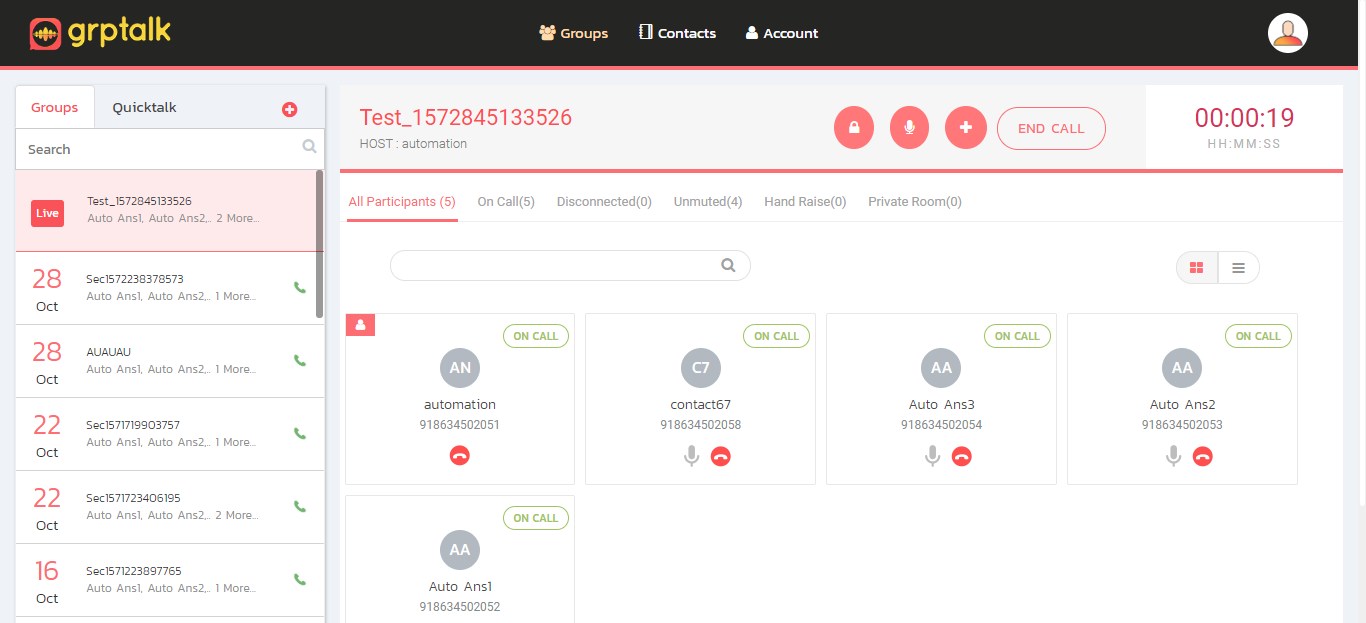 grptalk
Groups Contacts Account
Groups Quicktalk
Search
Live
Test_1572845133526
Auto Ans1, Auto Ans2,.. 2 More...
28
Oct
Sec1572238378573
Auto Ans1, Auto Ans2,.. 1 More...
28
Oct
AUAUAU
Auto Ans1, Auto Ans2,.. 1 More...
22
Oct
Sec1571719903757
Auto Ans1, Auto Ans2,.. 1 More...
22
Oct
Sec1571723406195
Auto Ans1, Auto Ans2,.. 2 More...
16
Oct
Sec1571223897765
Auto Ans1, Auto Ans2,.. 1 More...
Test_1572845133526
HOST : automation
END CALL
00:00:19
HH:MM:SS
All Participants (5) On Call(5) Disconnected(0) Unmuted(4) Hand Raise(0) Private Room(0)
ON CALL
AN
automation
918634502051
ON CALL
C7
contact67
918634502058
ON CALL
AA
Auto Ans3
918634502054
ON CALL
AA
Auto Ans2
918634502053
ON CALL
AA
Auto Ans1
918634502052